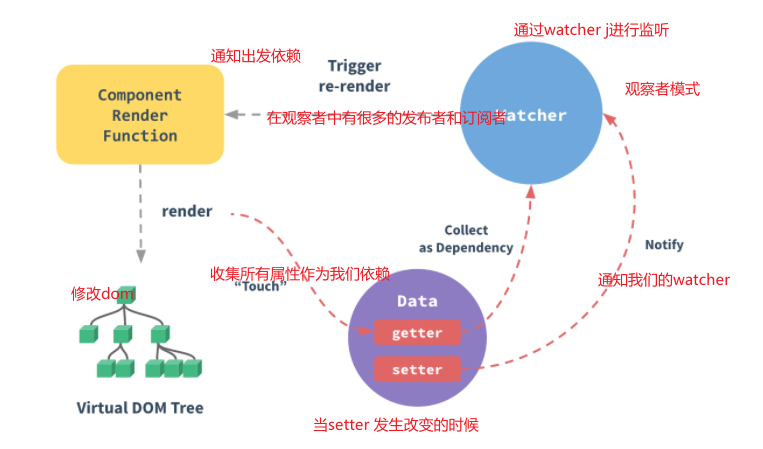 通过watcher j进行监听
通知出发依赖
Trigger
re-render
观察者模式
Component
Render
Function
在观察者中有很多的发布者和订阅者
Watcher
render
Collect
as Dependency
Notify
收集所有属性作为我们依赖
通知我们的watcher
修改dom
“Touch”
Data
getter
setter
Virtual DOM Tree
当setter 发生改变的时候